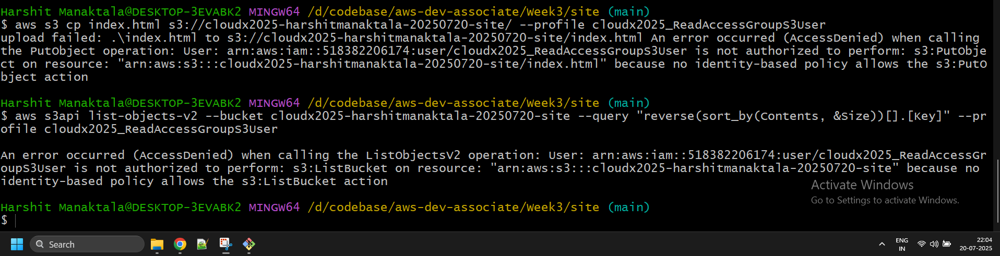 Harshit Manaktala@DESKTOP-3EVABK2 MINGW64 /d/codebase/aws-dev-associate/Week3/site (main)
$ aws s3 cp index.html s3://cloudx2025-harshitmanaktala-20250720-site/ --profile cloudx2025_ReadAccessGroupS3User
upload failed: .\index.html to s3://cloudx2025-harshitmanaktala-20250720-site/index.html An error occurred (AccessDenied) when calling
the PutObject operation: User: arn:aws:iam::518382206174:user/cloudx2025_ReadAccessGroupS3User is not authorized to perform: s3:PutObje
ct on resource: "arn:aws:s3:::cloudx2025-harshitmanaktala-20250720-site/index.html" because no identity-based policy allows the s3:PutO
bject action
Harshit Manaktala@DESKTOP-3EVABK2 MINGW64 /d/codebase/aws-dev-associate/Week3/site (main)
$ aws s3api list-objects-v2 --bucket cloudx2025-harshitmanaktala-20250720-site --query "reverse(sort_by(Contents, &Size))[].[Key]" --pr
ofile cloudx2025_ReadAccessGroupS3User
An error occurred (AccessDenied) when calling the ListObjectsV2 operation: User: arn:aws:iam::518382206174:user/cloudx2025_ReadAccessGr
oupS3User is not authorized to perform: s3:ListBucket on resource: "arn:aws:s3:::cloudx2025-harshitmanaktala-20250720-site" because no
identity-based policy allows the s3:ListBucket action
Activate Windows
Go to Settings to activate Windows.
Harshit Manaktala@DESKTOP-3EVABK2 MINGW64 /d/codebase/aws-dev-associate/Week3/site (main)
$
Search
ENG
IN
22:04
20-07-2025